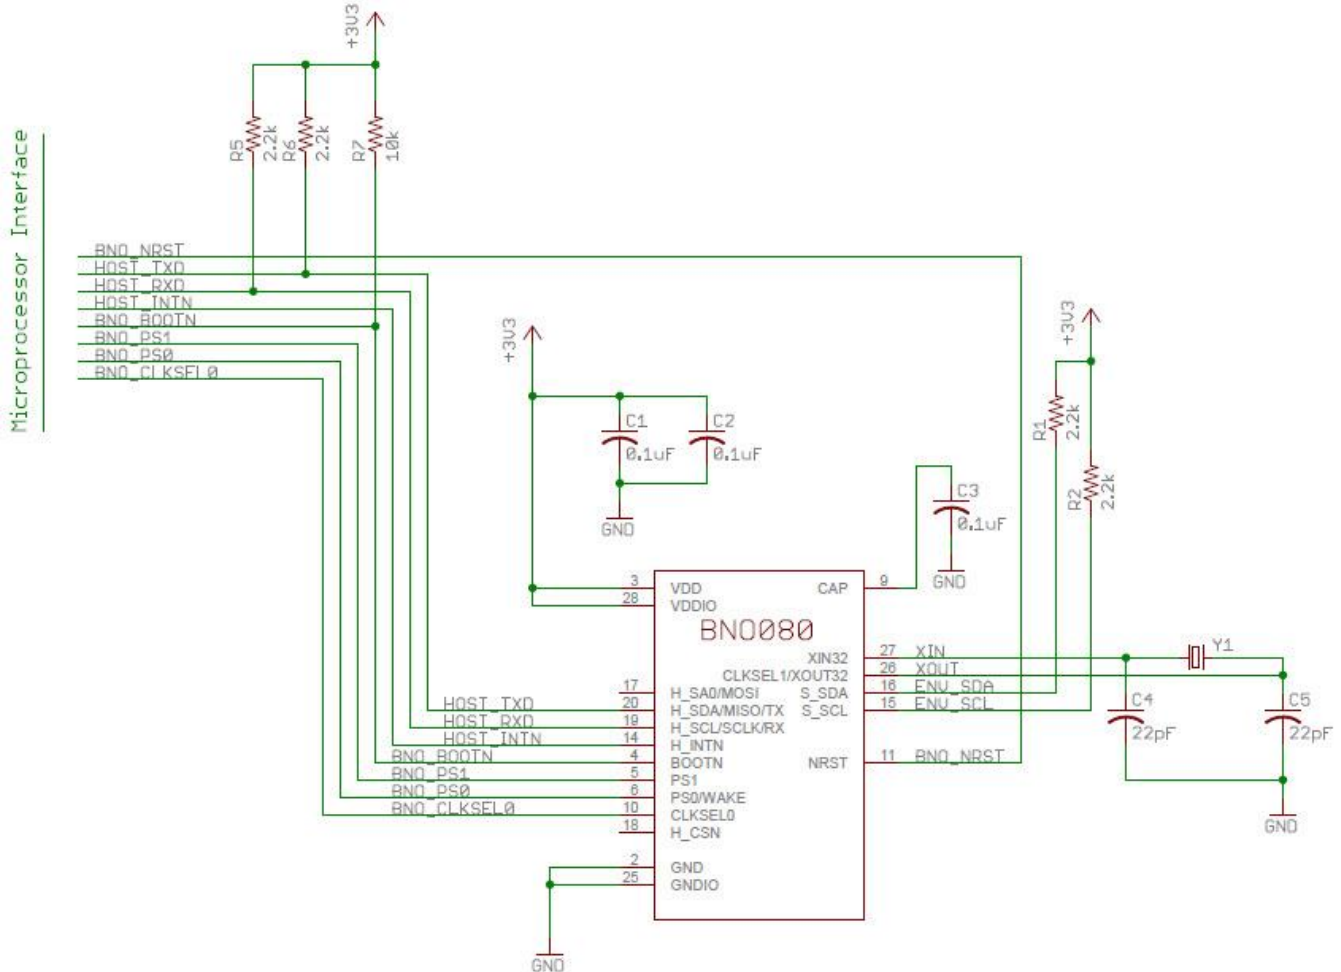 +3V3
R5
2.2k
R6
2.2k
R7
10k
Microprocessor Interface
BNO_NRST
HOST_TXD
HOST_RXD
HOST_INTN
BNO_BOOTN
BNO_PS1
BNO_PS0
BNO_CLKSEL0
+3V3
C1
0.1uF
C2
0.1uF
GND
C3
0.1uF
GND
+3V3
R1
2.2k
R2
2.2k
BNO080
3 VDD
28 VDDIO
CAP 9
XIN32 27 XIN
CLKSEL1/XOUT32 26 XOUT
17 H_SA0/MOSI
S_SDA 16 ENV_SDA
HOST_TXD 20 H_SDA/MISO/TX
S_SCL 15 ENV_SCL
HOST_RXD 19 H_SCL/SCLK/RX
HOST_INTN 14 H_INTN
BNO_BOOTN 4 BOOTN
NRST 11 BNO_NRST
BNO_PS1 5 PS1
BNO_PS0 6 PS0/WAKE
BNO_CLKSEL0 10 CLKSEL0
18 H_CSN
2 GND
25 GNDIO
GND
Y1
C4
22pF
C5
22pF
GND